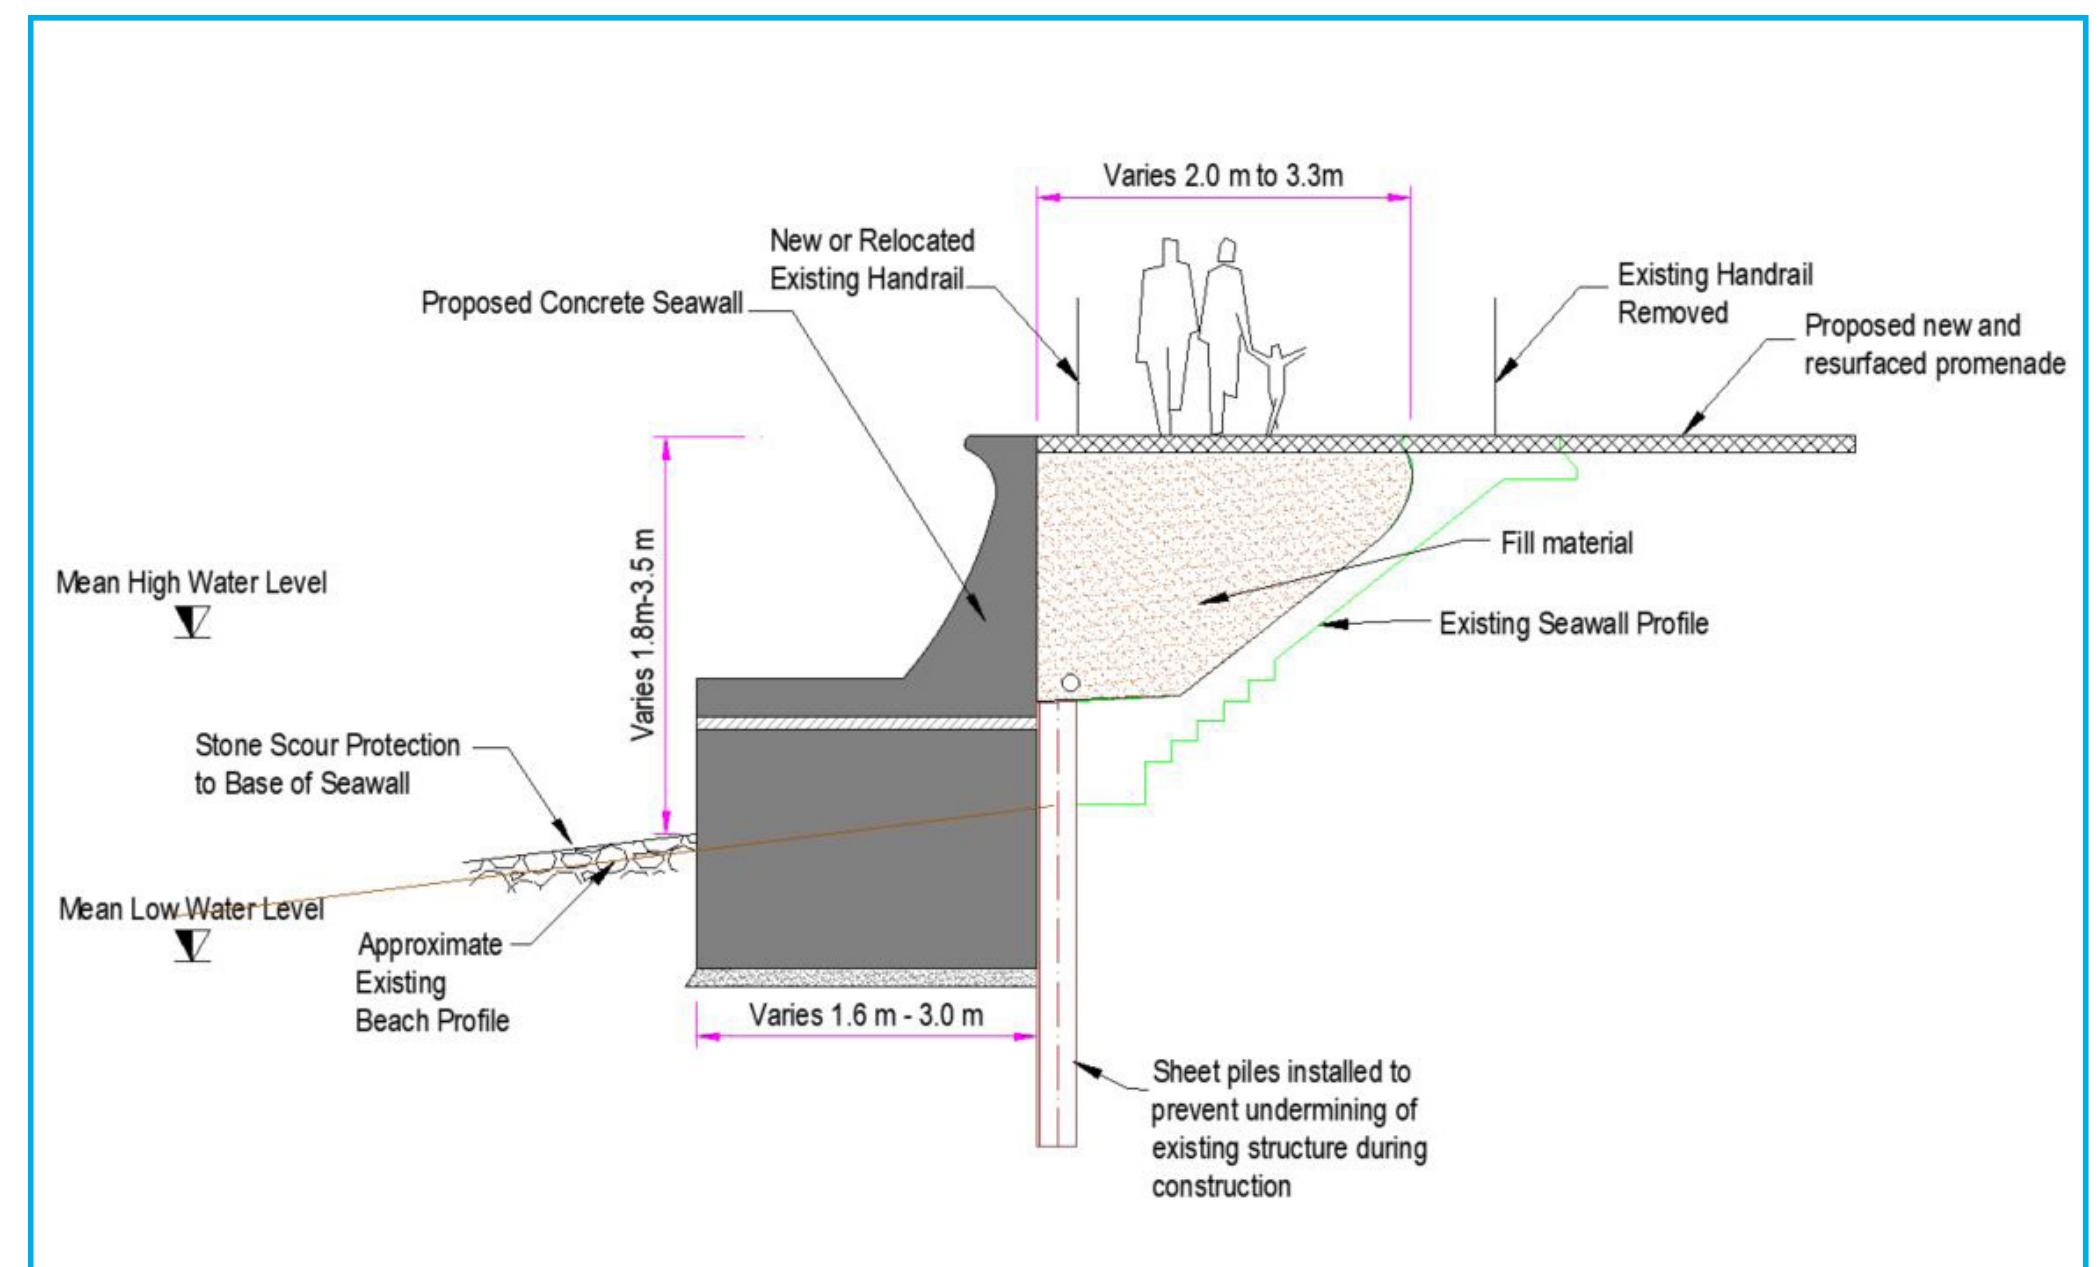 Varies 2.0 m to 3.3m
New or Relocated
Existing Handrail
Proposed Concrete Seawall
Existing Handrail
Removed
Proposed new and
resurfaced promenade
Varies 1.8m-3.5 m
Fill material
Mean High Water Level
Existing Seawall Profile
Stone Scour Protection
to Base of Seawall
Mean Low Water Level
Approximate
Existing
Beach Profile
Varies 1.6 m - 3.0 m
Sheet piles installed to
prevent undermining of
existing structure during
construction